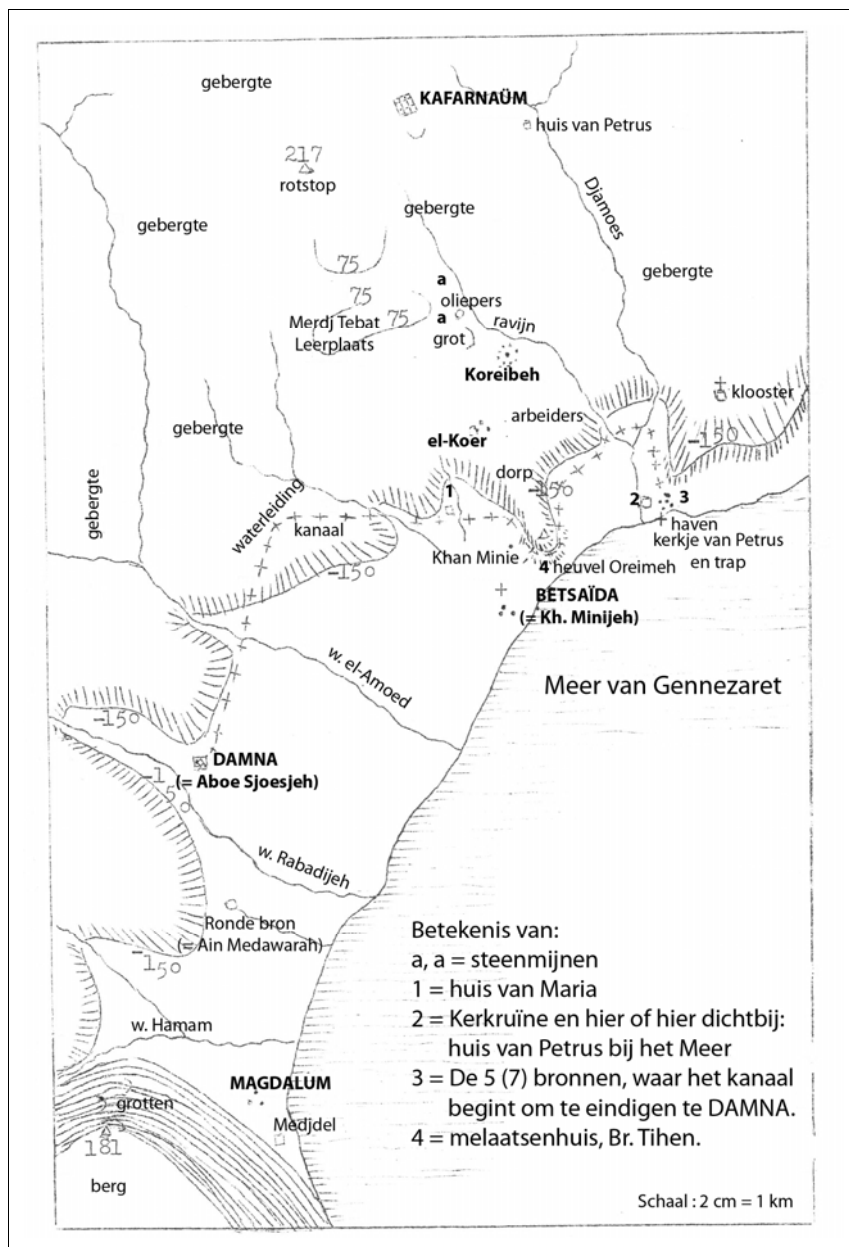 gebergte
KAFARNAÜM
huis van Petrus
217
rotstop
Djamoes
gebergte
gebergte
gebergte
75
a
75
oliepers
Merdj Tebat
75
a
ravijn
Leerplaats
grot
Koreibeh
klooster
arbeiders
gebergte
el-Koer
-150
gebergte
dorp
1
-150
2
3
waterleiding
kanaal
haven
Khan Minie
kerkje van Petrus
en trap
4 heuvel Oreimeh
-150
BETSAÏDA
(= Kh. Minijeh)
w. el-Amoed
Meer van Gennezaret
-150
DAMNA
(= Aboe Sjoesjeh)
-150
w. Rabadijeh
Ronde bron
(= Ain Medawarah)
-150
w. Hamam
MAGDALUM
grotten
Medjdel
181
berg
Betekenis van:
a, a = steenmijnen
1 = huis van Maria
2 = Kerkruïne en hier of hier dichtbij:
huis van Petrus bij het Meer
3 = De 5 (7) bronnen, waar het kanaal
begint om te eindigen te DAMNA.
4 = melaatsenhuis, Br. Tihen.
Schaal : 2 cm = 1 km